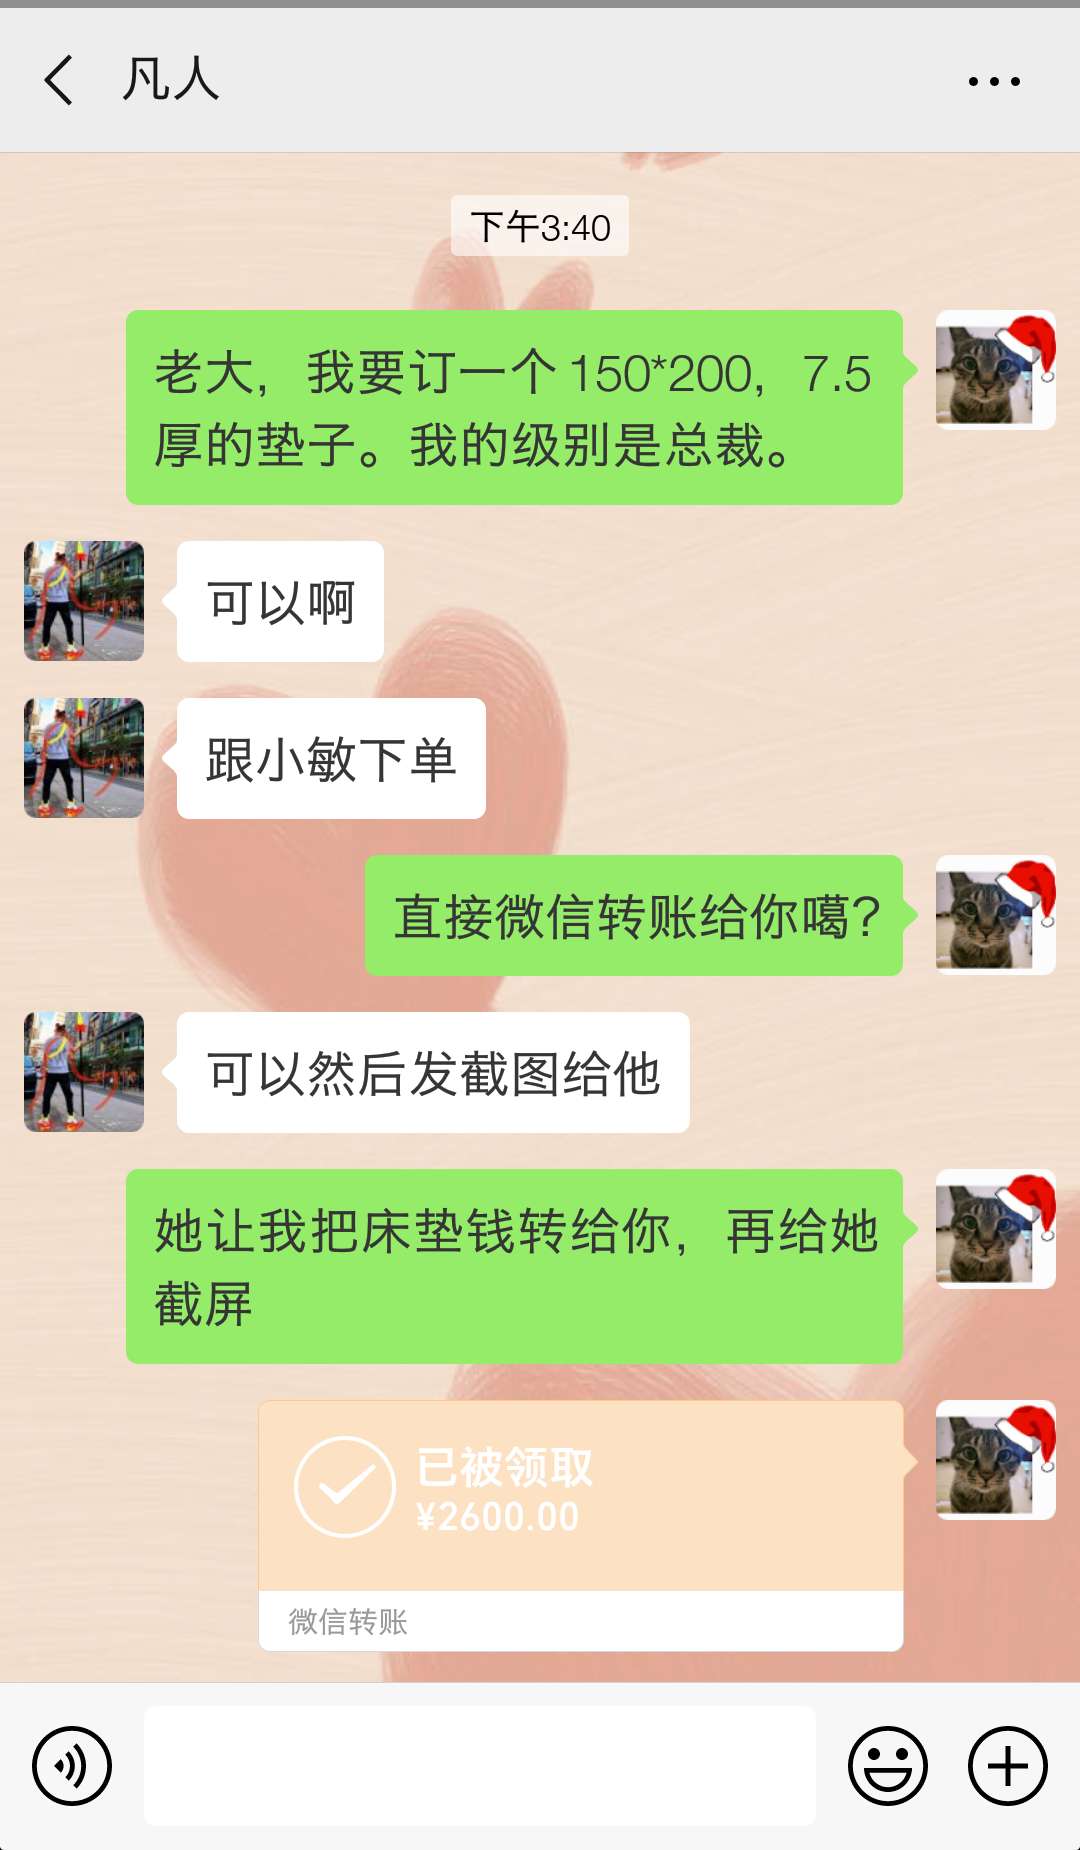 凡人
下午3:40
老大，我要订一个150*200，7.5
厚的垫子。我的级别是总裁。
可以啊
跟小敏下单
直接微信转账给你噶?
可以然后发截图给他
她让我把床垫钱转给你，再给她
截屏
已被领取
¥2600.00
微信转账